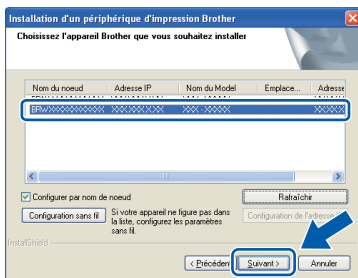 Installation d'un périphérique d'impression Brother
Choisissez l'appareil Brother que vous souhaitez installer
Nom du noeud Adresse IP Nom du Model Emplace... Adresse
BRWXXXXXXXXXXXX XXX.XXX.X.XX XXX-XXXXX XX:XX:X
Configurer par nom de noeud
Rafraîchir
Configuration sans fil
Si votre appareil ne figure pas dans
la liste, configurez les paramètres
sans fil.
Configuration de l'adresse
InstallShield
< Précédent Suivant > Annuler